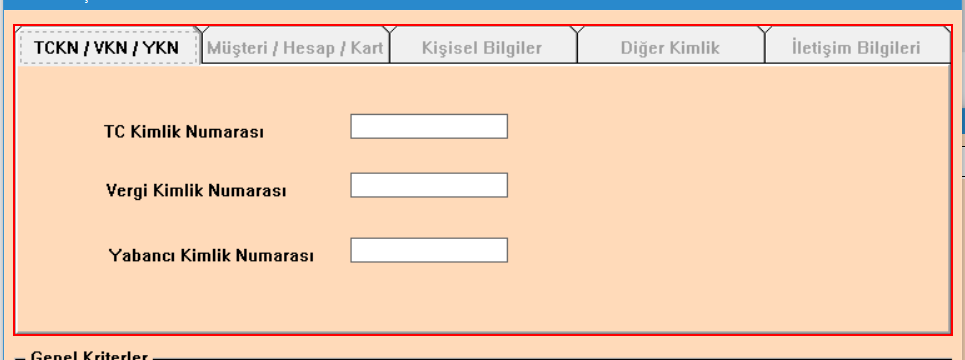 TCKN / VKN / YKN Müşteri / Hesap / Kart Kişisel Bilgiler Diğer Kimlik İletişim Bilgileri
TC Kimlik Numarası
Vergi Kimlik Numarası
Yabancı Kimlik Numarası
Genel Kriterler